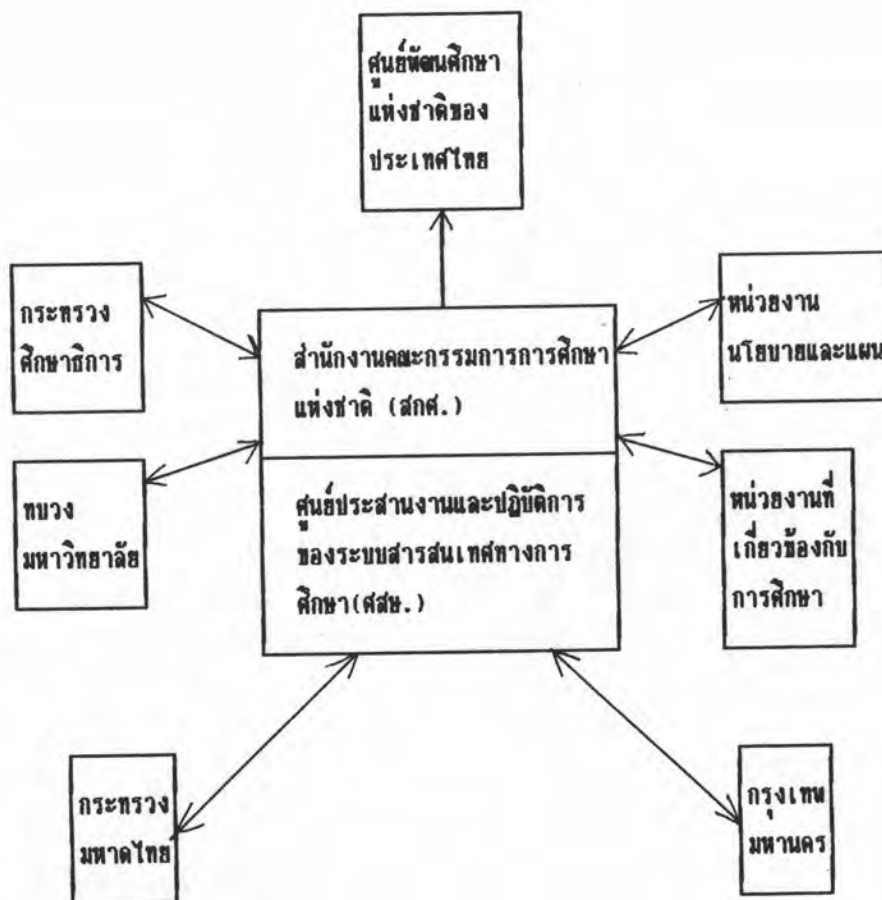 ศูนย์พัฒนศึกษา
แห่งชาติของ
ประเทศไทย
กระทรวง
ศึกษาธิการ
สำนักงานคณะกรรมการการศึกษา
แห่งชาติ (สกศ.)
หน่วยงาน
นโยบายและแผน
ทบวง
มหาวิทยาลัย
ศูนย์ประสานงานและปฏิบัติการ
ของระบบสารสนเทศทางการ
ศึกษา(ศสษ.)
หน่วยงานที่
เกี่ยวข้องกับ
การศึกษา
กระทรวง
มหาดไทย
กรุงเทพ
มหานคร